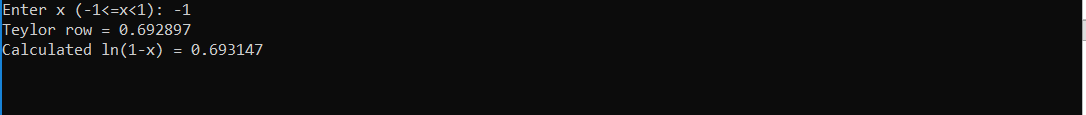 Enter x (-1<=x<1): -1
Teylor row = 0.692897
Calculated ln(1-x) = 0.693147